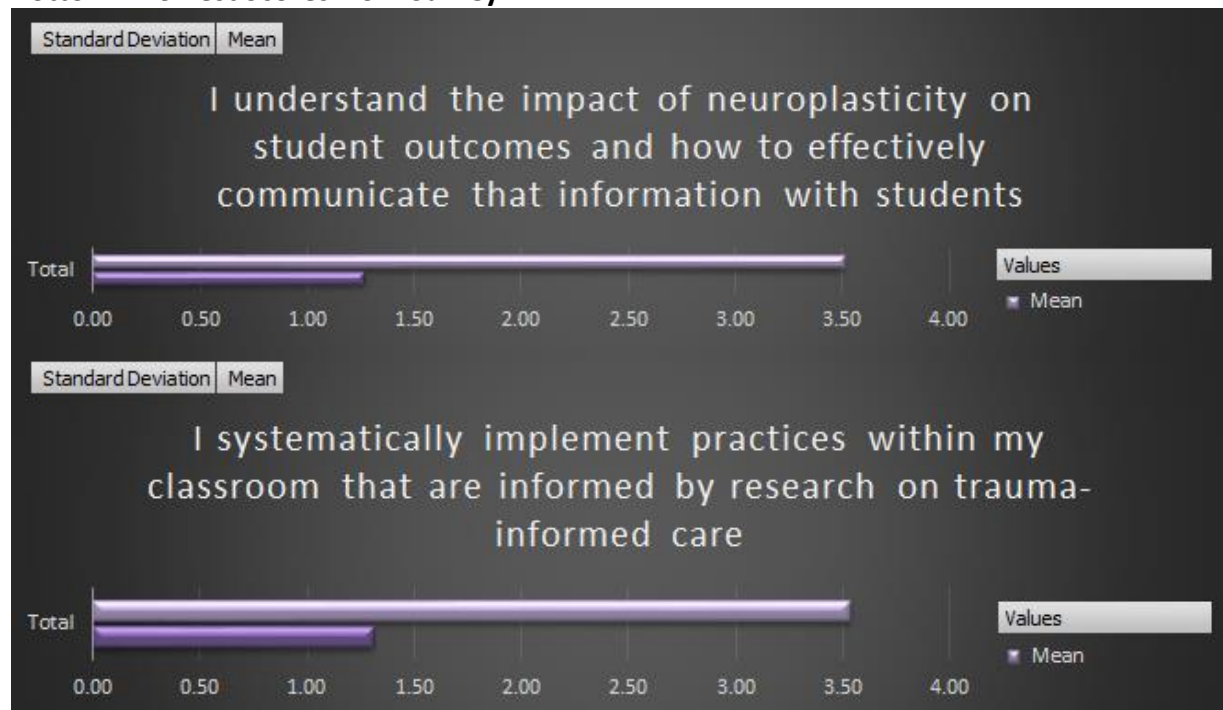 Standard Deviation Mean
I understand the impact of neuroplasticity on
student outcomes and how to effectively
communicate that information with students
Total
Values
Mean
0.00 0.50 1.00 1.50 2.00 2.50 3.00 3.50 4.00
Standard Deviation Mean
I systematically implement practices within my
classroom that are informed by research on trauma-
informed care
Total
Values
Mean
0.00 0.50 1.00 1.50 2.00 2.50 3.00 3.50 4.00